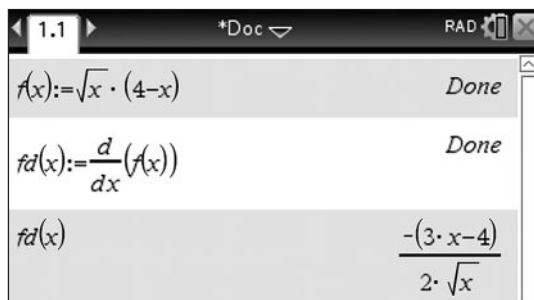 1.1 *Doc RAD
f(x):=√x · (4−x) Done
fd(x):=d/dx(f(x)) Done
fd(x) −(3·x−4)/(2·√x)